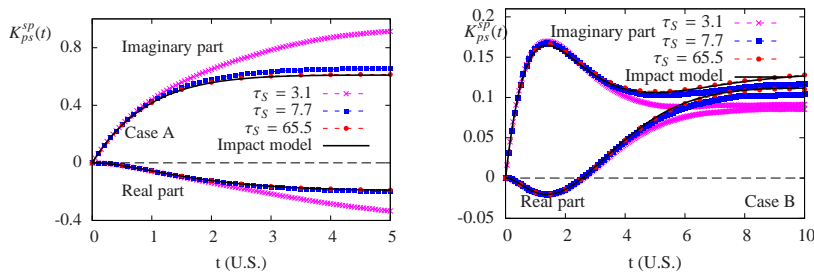 K_{ps}^{sp}(t)
0.8
0.4
0
-0.4
Imaginary part
Case A
τ_S = 3.1
τ_S = 7.7
τ_S = 65.5
Impact model
Real part
0 1 2 3 4 5
t (U.S.)
K_{ps}^{sp}(t)
0.2
0.15
0.1
0.05
0
-0.05
Imaginary part
τ_S = 3.1
τ_S = 7.7
τ_S = 65.5
Impact model
Real part
Case B
0 2 4 6 8 10
t (U.S.)